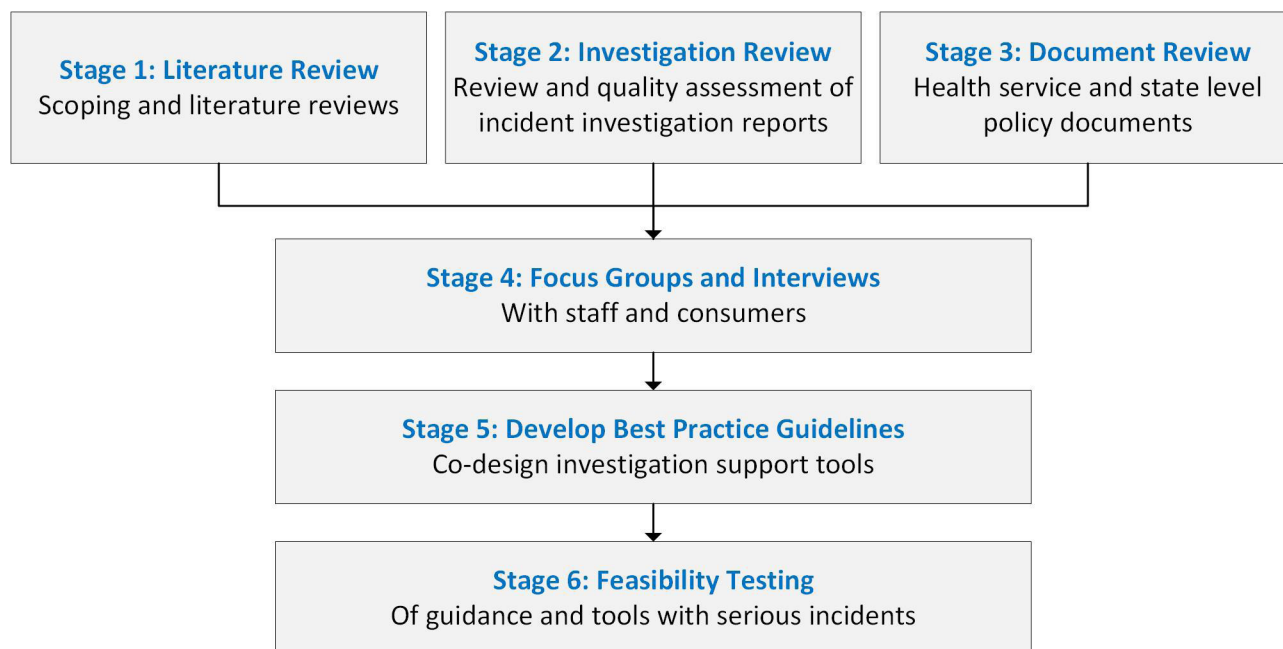 Stage 1: Literature Review
Scoping and literature reviews
Stage 2: Investigation Review
Review and quality assessment of
incident investigation reports
Stage 3: Document Review
Health service and state level
policy documents
Stage 4: Focus Groups and Interviews
With staff and consumers
Stage 5: Develop Best Practice Guidelines
Co-design investigation support tools
Stage 6: Feasibility Testing
Of guidance and tools with serious incidents